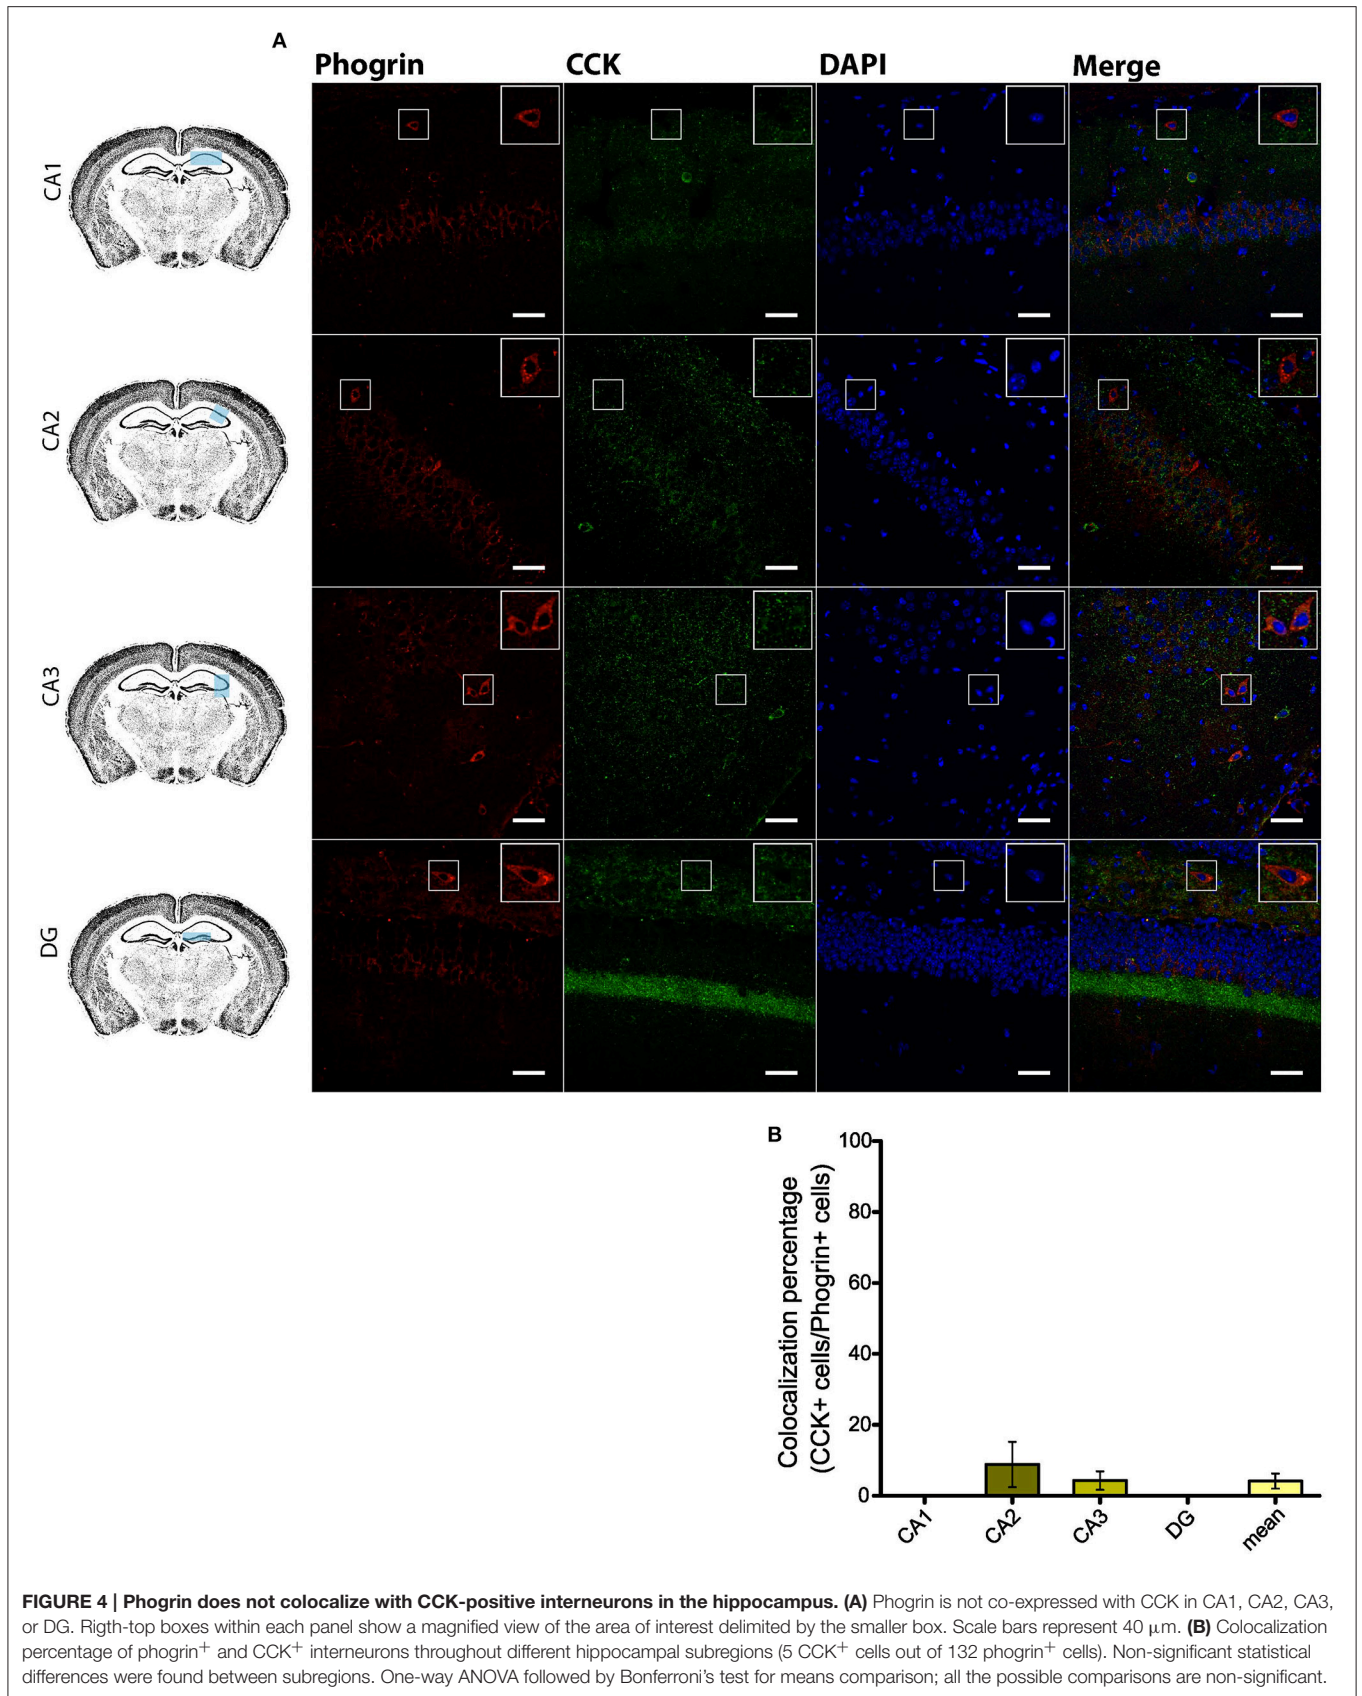 A
Phogrin CCK DAPI Merge
CA1
CA2
CA3
DG
B
Colocalization percentage
(CCK+ cells/Phogrin+ cells)
100
80
60
40
20
0
CA1 CA2 CA3 DG mean
FIGURE 4 | Phogrin does not colocalize with CCK-positive interneurons in the hippocampus. (A) Phogrin is not co-expressed with CCK in CA1, CA2, CA3,
or DG. Rigth-top boxes within each panel show a magnified view of the area of interest delimited by the smaller box. Scale bars represent 40 μm. (B) Colocalization
percentage of phogrin⁺ and CCK⁺ interneurons throughout different hippocampal subregions (5 CCK⁺ cells out of 132 phogrin⁺ cells). Non-significant statistical
differences were found between subregions. One-way ANOVA followed by Bonferroni's test for means comparison; all the possible comparisons are non-significant.